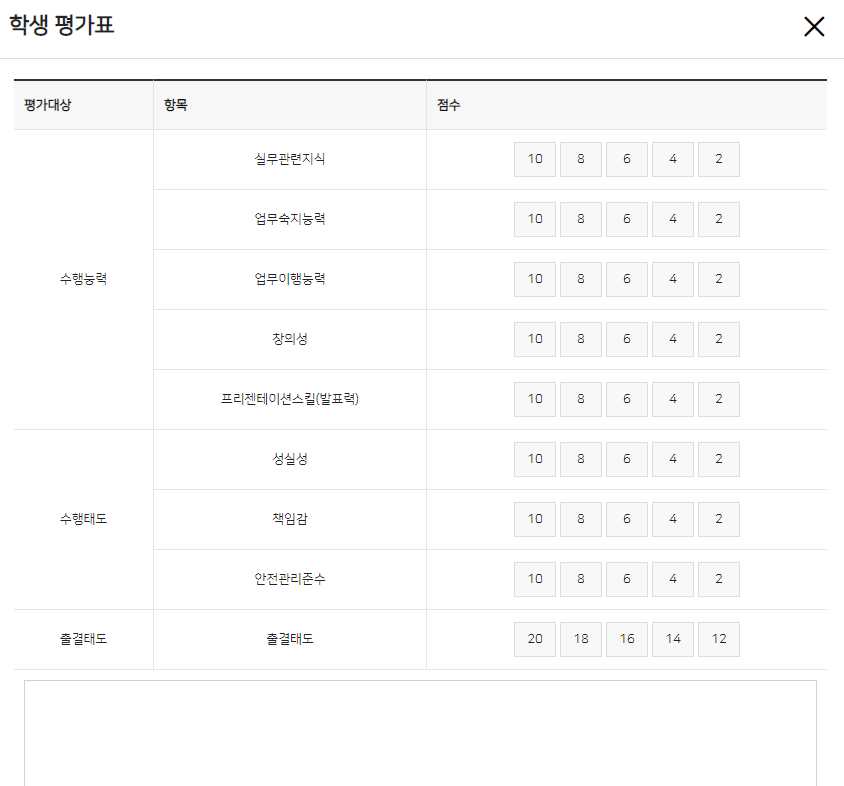 학생 평가표
평가대상 항목 점수
실무관련지식 10 8 6 4 2
업무숙지능력 10 8 6 4 2
수행능력 업무이행능력 10 8 6 4 2
창의성 10 8 6 4 2
프리젠테이션스킬(발표력) 10 8 6 4 2
성실성 10 8 6 4 2
수행태도 책임감 10 8 6 4 2
안전관리준수 10 8 6 4 2
출결태도 출결태도 20 18 16 14 12